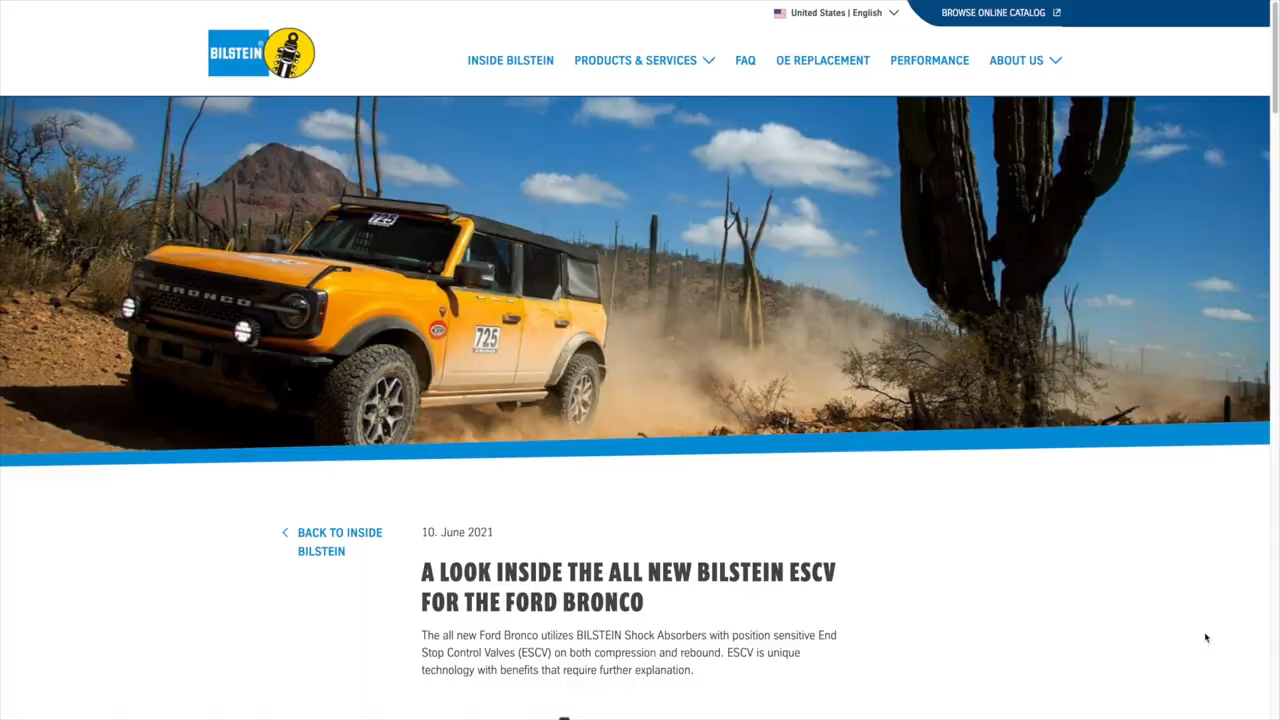 United States | English
BROWSE ONLINE CATALOG
BILSTEIN
INSIDE BILSTEIN
PRODUCTS & SERVICES
FAQ
OE REPLACEMENT
PERFORMANCE
ABOUT US
725
BRONCO
725
BACK TO INSIDE
BILSTEIN
10. June 2021
A LOOK INSIDE THE ALL NEW BILSTEIN ESCV
FOR THE FORD BRONCO
The all new Ford Bronco utilizes BILSTEIN Shock Absorbers with position sensitive End
Stop Control Valves (ESCV) on both compression and rebound. ESCV is unique
technology with benefits that require further explanation.